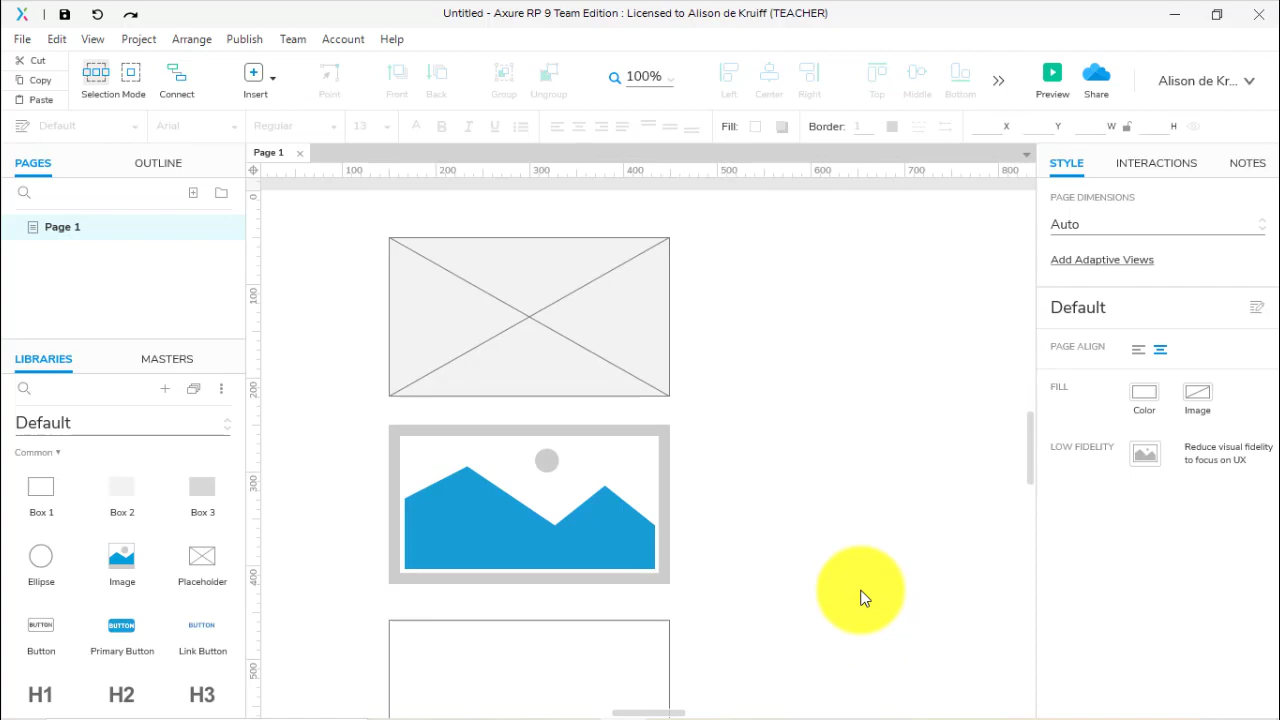 Untitled - Axure RP 9 Team Edition : Licensed to Alison de Kruiff (TEACHER)
File Edit View Project Arrange Publish Team Account Help
Cut
Copy
Paste
Selection Mode Connect Insert Point Front Back Group Ungroup 100% Left Center Right Top Middle Bottom Preview Share Alison de Kr...
Default Arial Regular 13 A B I U Fill: Border: 1 X Y W H
PAGES OUTLINE
Page 1
Page 1
100 200 300 400 500 600 700 800
0
100
200
300
400
500
LIBRARIES MASTERS
Default
Common
Box 1 Box 2 Box 3
Ellipse Image Placeholder
BUTTON BUTTON BUTTON
Button Primary Button Link Button
H1 H2 H3
STYLE INTERACTIONS NOTES
PAGE DIMENSIONS
Auto
Add Adaptive Views
Default
PAGE ALIGN
FILL
Color Image
LOW FIDELITY
Reduce visual fidelity
to focus on UX